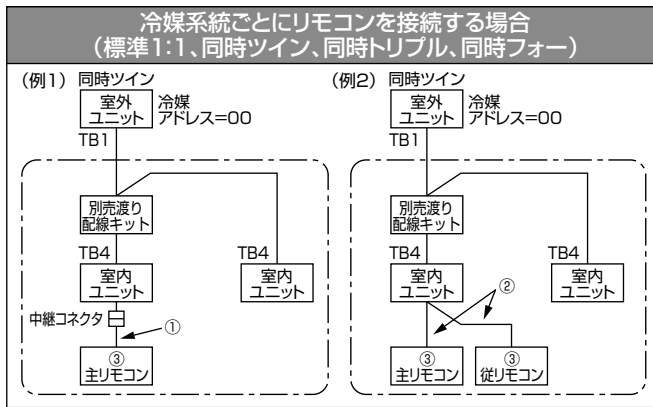 冷媒系統ごとにリモコンを接続する場合
(標準1:1、同時ツイン、同時トリプル、同時フォー)
(例1) 同時ツイン
室外
ユニット
冷媒
アドレス=00
TB1
別売渡り
配線キット
TB4
室内
ユニット
TB4
室内
ユニット
中継コネクタ
①
③
主リモコン
(例2) 同時ツイン
室外
ユニット
冷媒
アドレス=00
TB1
別売渡り
配線キット
TB4
室内
ユニット
TB4
室内
ユニット
②
③
主リモコン
③
従リモコン